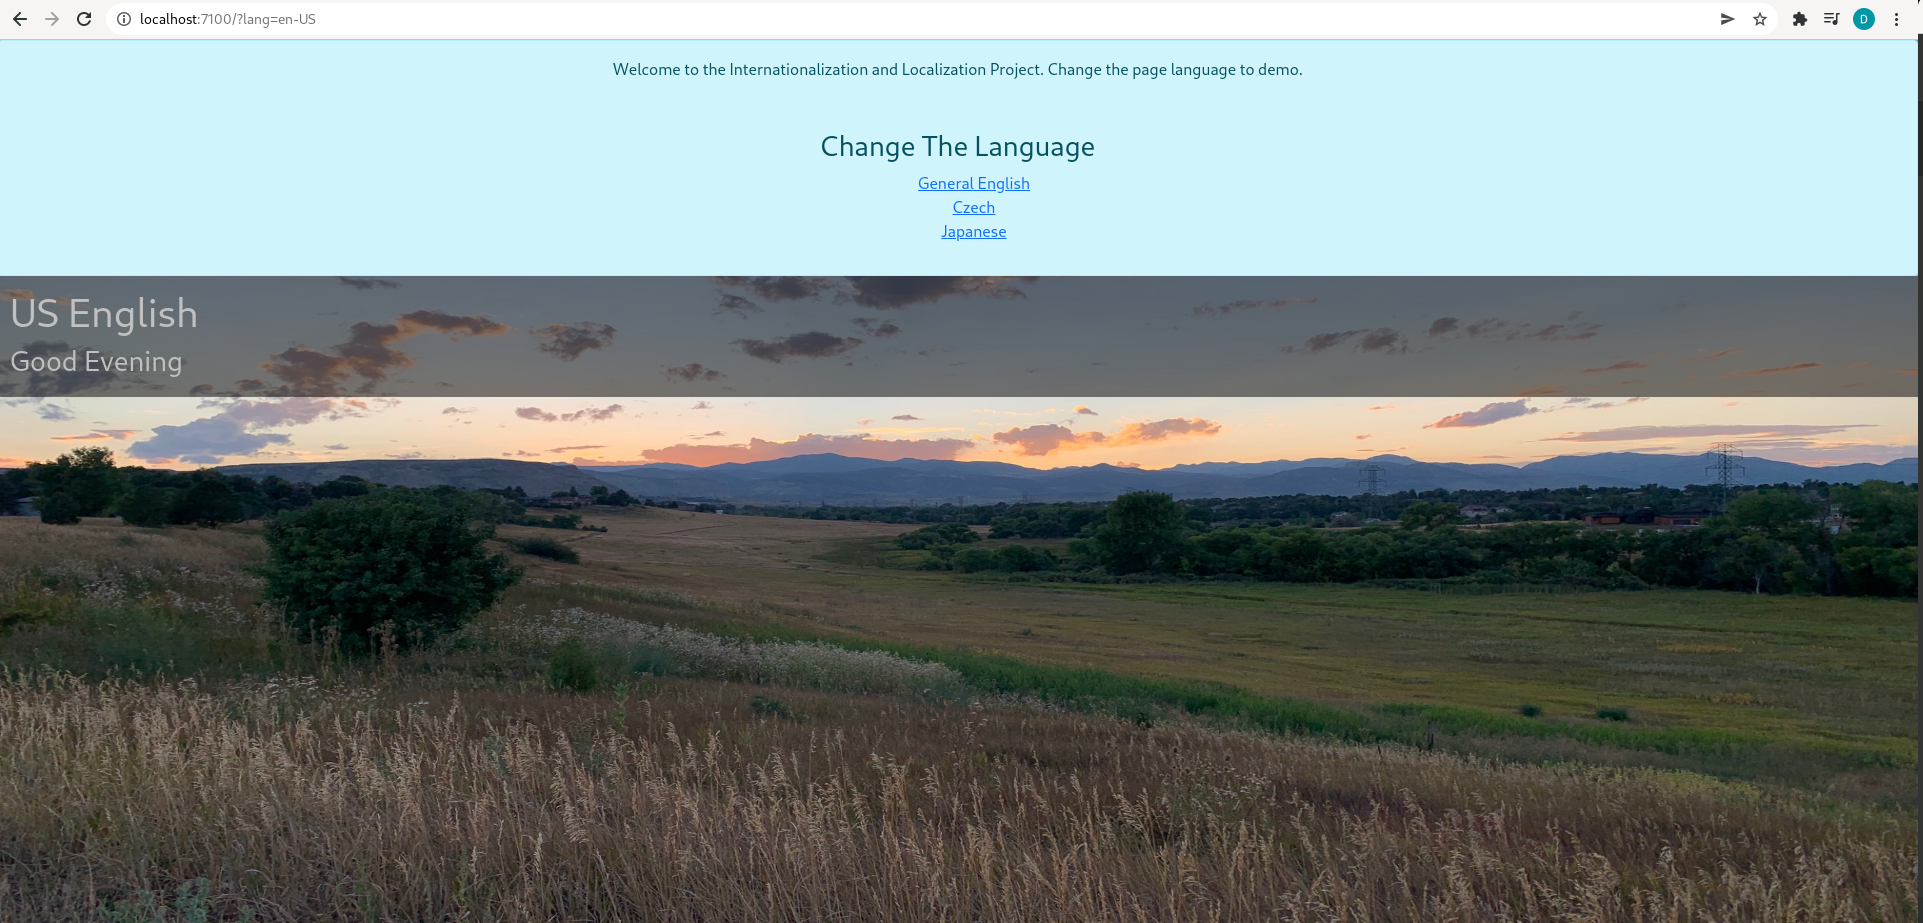 localhost:7100/?lang=en-US
D
Welcome to the Internationalization and Localization Project. Change the page language to demo.
Change The Language
General English
Czech
Japanese
US English
Good Evening